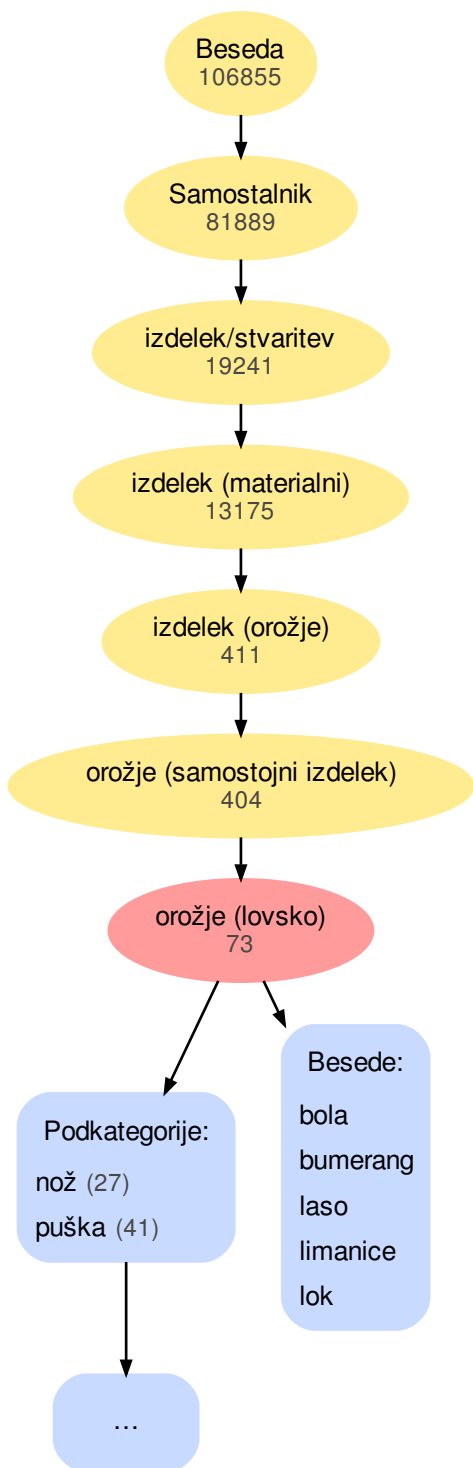 Beseda
106855
Samostalnik
81889
izdelek/stvaritev
19241
izdelek (materialni)
13175
izdelek (orožje)
411
orožje (samostojni izdelek)
404
orožje (lovsko)
73
Podkategorije:
nož (27)
puška (41)
...
Besede:
bola
bumerang
laso
limanice
lok